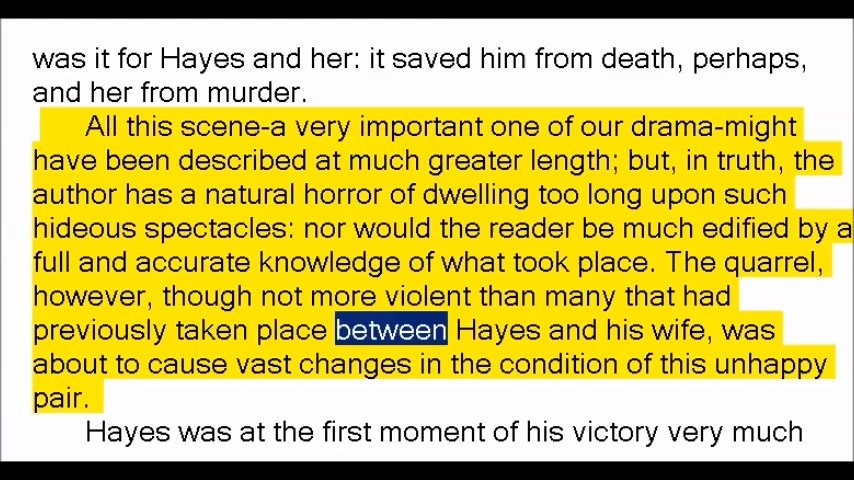 was it for Hayes and her: it saved him from death, perhaps,
and her from murder.
All this scene-a very important one of our drama-might
have been described at much greater length; but, in truth, the
author has a natural horror of dwelling too long upon such
hideous spectacles: nor would the reader be much edified by a
full and accurate knowledge of what took place. The quarrel,
however, though not more violent than many that had
previously taken place between Hayes and his wife, was
about to cause vast changes in the condition of this unhappy
pair.
Hayes was at the first moment of his victory very much